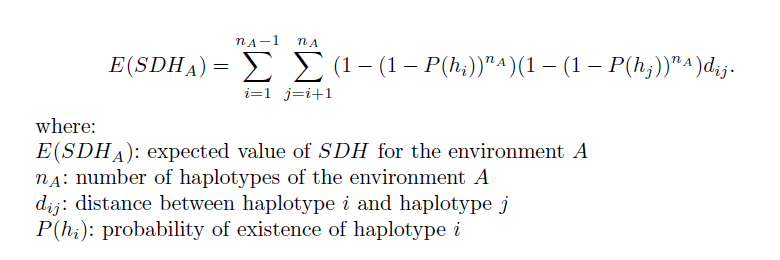 E(SDH_A) = \sum_{i=1}^{n_A-1} \sum_{j=i+1}^{n_A} (1 − (1 − P(h_i))^{n_A})(1 − (1 − P(h_j))^{n_A})d_{ij}.
where:
E(SDH_A): expected value of SDH for the environment A
n_A: number of haplotypes of the environment A
d_{ij}: distance between haplotype i and haplotype j
P(h_i): probability of existence of haplotype i